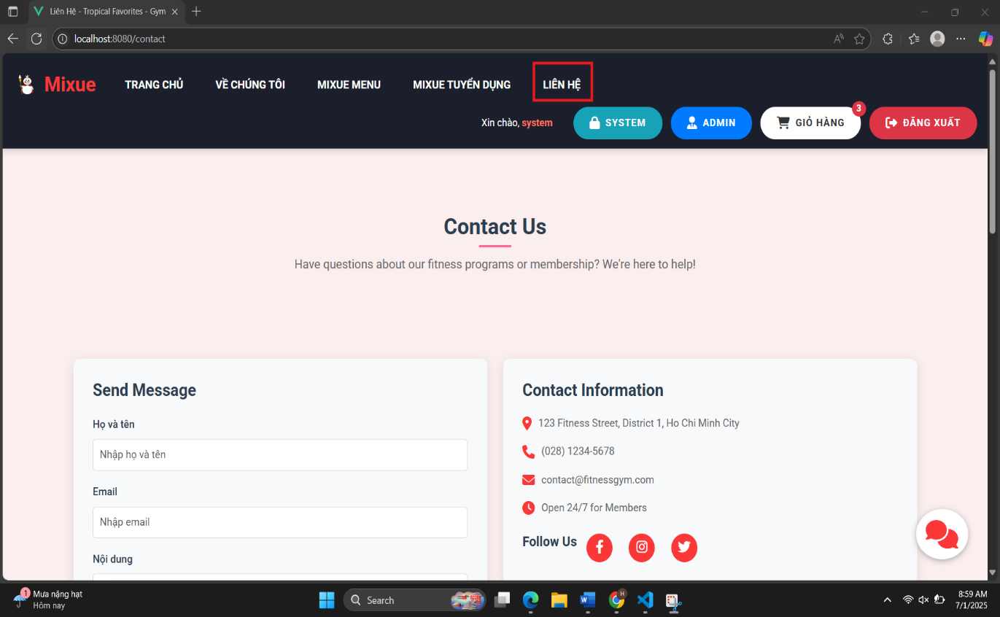 Liên Hệ - Tropical Favorites - Gym
localhost:8080/contact
Mixue
TRANG CHỦ
VỀ CHÚNG TÔI
MIXUE MENU
MIXUE TUYỂN DỤNG
LIÊN HỆ
Xin chào, system
SYSTEM
ADMIN
GIỎ HÀNG
3
ĐĂNG XUẤT
Contact Us
Have questions about our fitness programs or membership? We're here to help!
Send Message
Họ và tên
Nhập họ và tên
Email
Nhập email
Nội dung
Contact Information
123 Fitness Street, District 1, Ho Chi Minh City
(028) 1234-5678
contact@fitnessgym.com
Open 24/7 for Members
Follow Us
1
Mưa nặng hạt
Hôm nay
Search
H
8:59 AM
7/1/2025